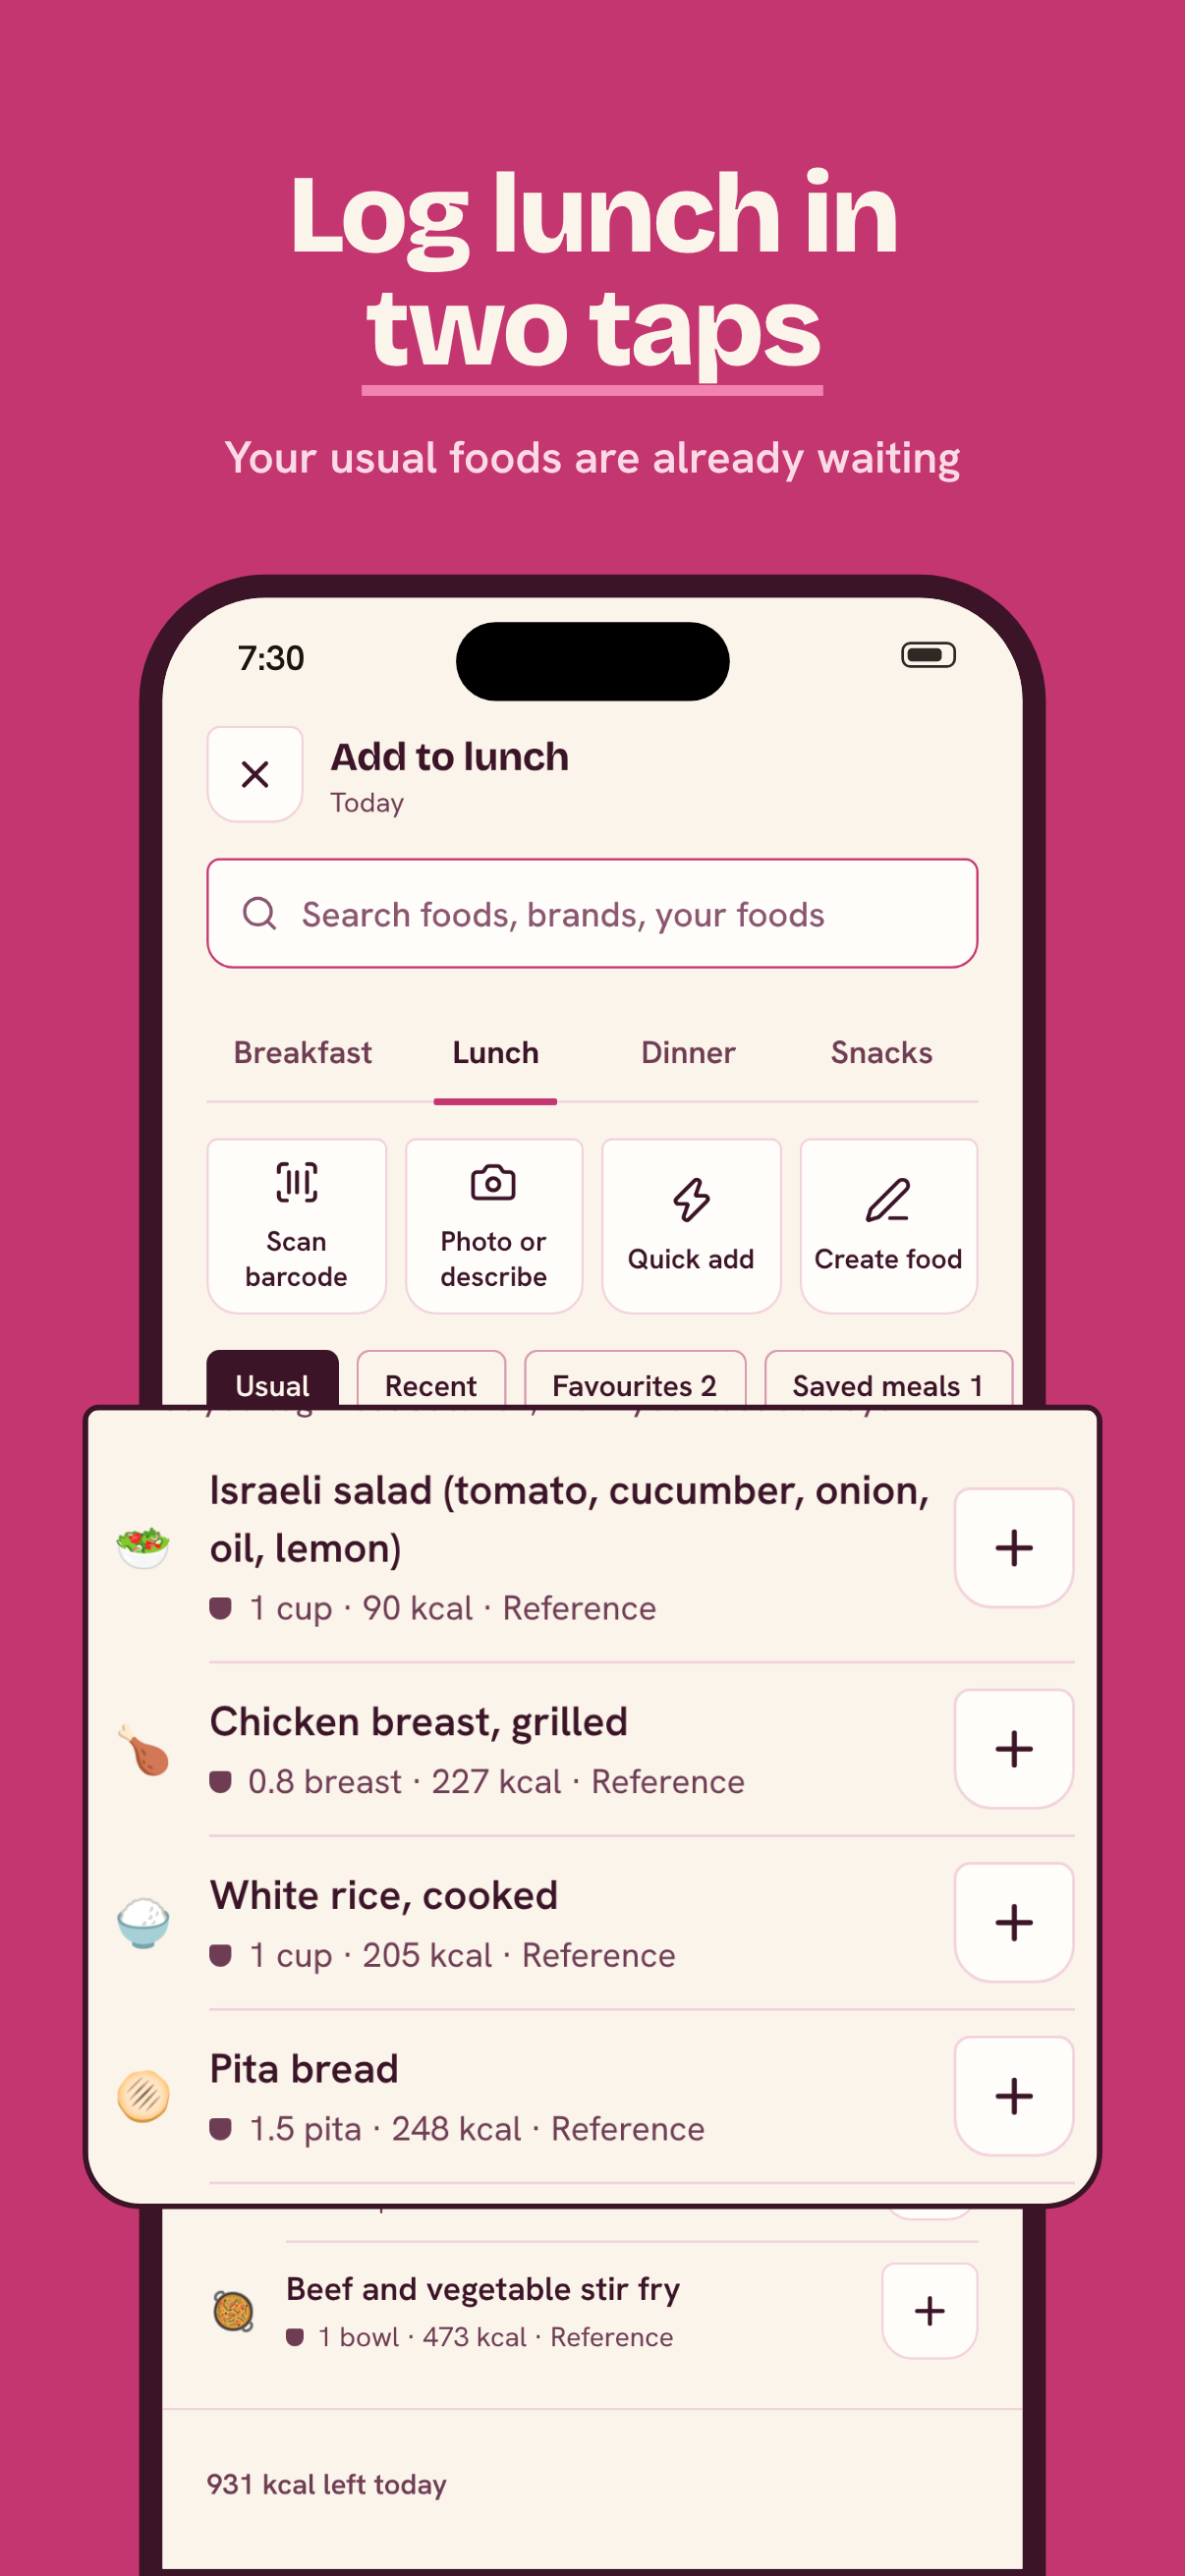 Log lunch in
two taps
Your usual foods are already waiting
7:30
Add to lunch
Today
Search foods, brands, your foods
Breakfast Lunch Dinner Snacks
Scan
barcode
Photo or
describe
Quick add
Create food
Usual Recent Favourites 2 Saved meals 1
Israeli salad (tomato, cucumber, onion,
oil, lemon)
1 cup · 90 kcal · Reference
Chicken breast, grilled
0.8 breast · 227 kcal · Reference
White rice, cooked
1 cup · 205 kcal · Reference
Pita bread
1.5 pita · 248 kcal · Reference
Beef and vegetable stir fry
1 bowl · 473 kcal · Reference
931 kcal left today